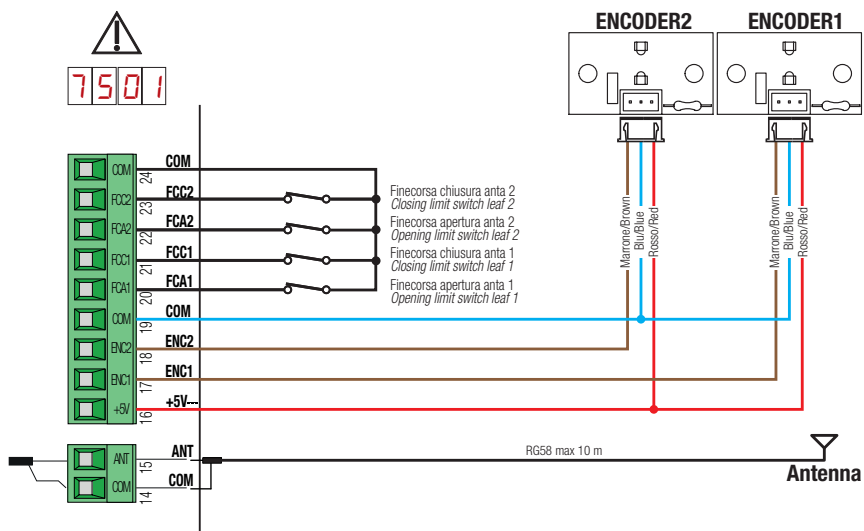 ENCODER2
ENCODER1
7501
COM
24
COM
FCC2
23
FCC2
FCA2
22
FCA2
FCC1
21
FCC1
FCA1
20
FCA1
COM
19
COM
ENC2
18
ENC2
ENC1
17
ENC1
+5V
16
+5V
ANT
15
ANT
COM
14
COM
Finecorsa chiusura anta 2
Closing limit switch leaf 2
Finecorsa apertura anta 2
Opening limit switch leaf 2
Finecorsa chiusura anta 1
Closing limit switch leaf 1
Finecorsa apertura anta 1
Opening limit switch leaf 1
Marrone/Brown
Blu/Blue
Rosso/Red
Marrone/Brown
Blu/Blue
Rosso/Red
RG58 max 10 m
Antenna